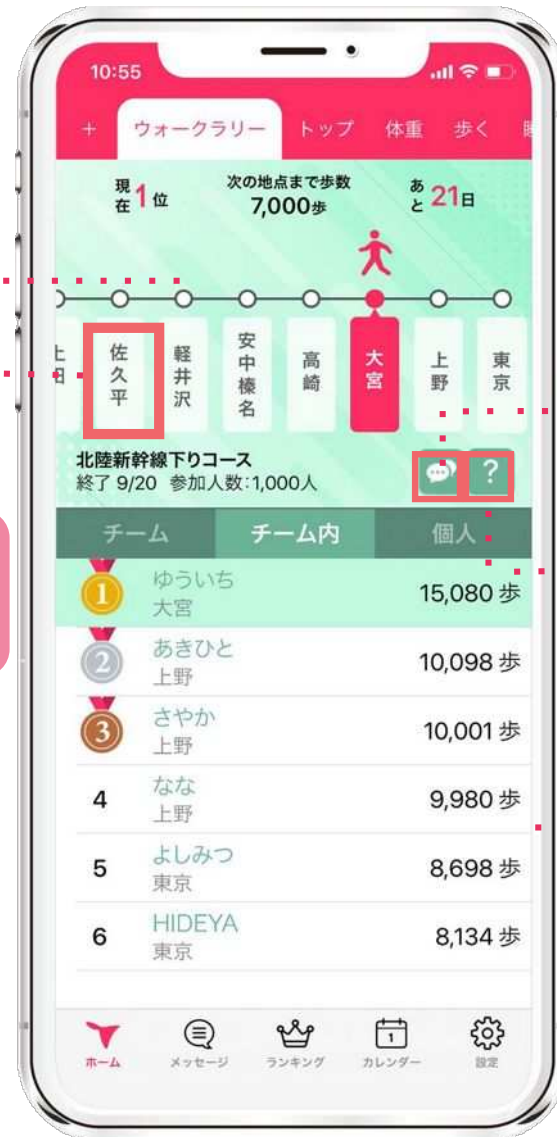 10:55
+ ウォークラリー トップ 体重 歩く
現在1位 次の地点まで歩数 あと21日
7,000歩
佐久平 軽井沢 安中榛名 高崎 大宮 上野 東京
北陸新幹線下りコース
終了 9/20 参加人数:1,000人
?
チーム チーム内 個人
1 ゆういち 15,080 歩
大宮
2 あきひと 10,098 歩
上野
3 さやか 10,001 歩
上野
4 なな 9,980 歩
上野
5 よしみつ 8,698 歩
東京
6 HIDEYA 8,134 歩
東京
1
ホーム メッセージ ランキング カレンダー 設定